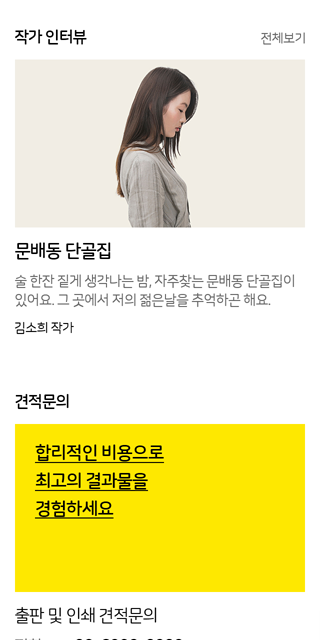 작가 인터뷰
전체보기
문배동 단골집
술 한잔 짙게 생각나는 밤, 자주찾는 문배동 단골집이
있어요. 그 곳에서 저의 젊은날을 추억하곤 해요.
김소희 작가
견적문의
합리적인 비용으로
최고의 결과물을
경험하세요
출판 및 인쇄 견적문의